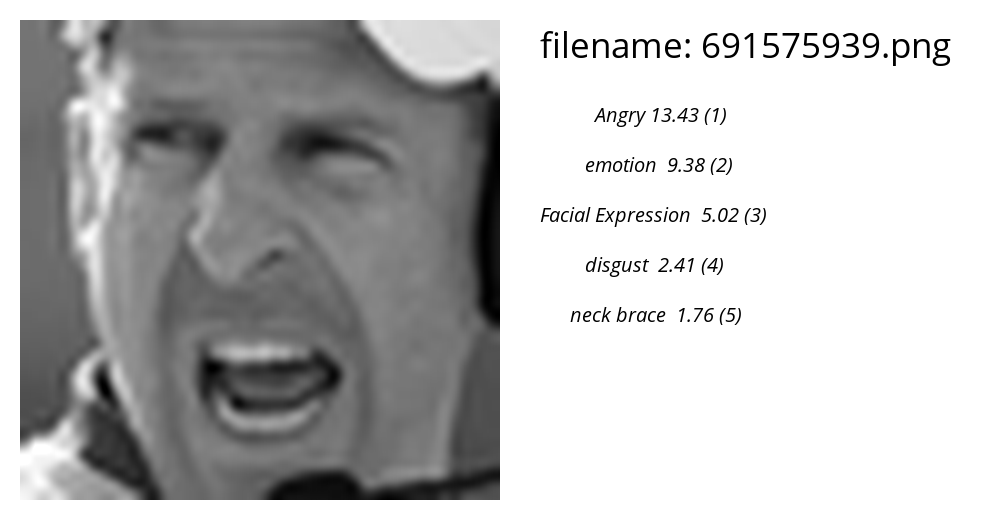 filename: 691575939.png
Angry 13.43 (1)
emotion 9.38 (2)
Facial Expression 5.02 (3)
disgust 2.41 (4)
neck brace 1.76 (5)